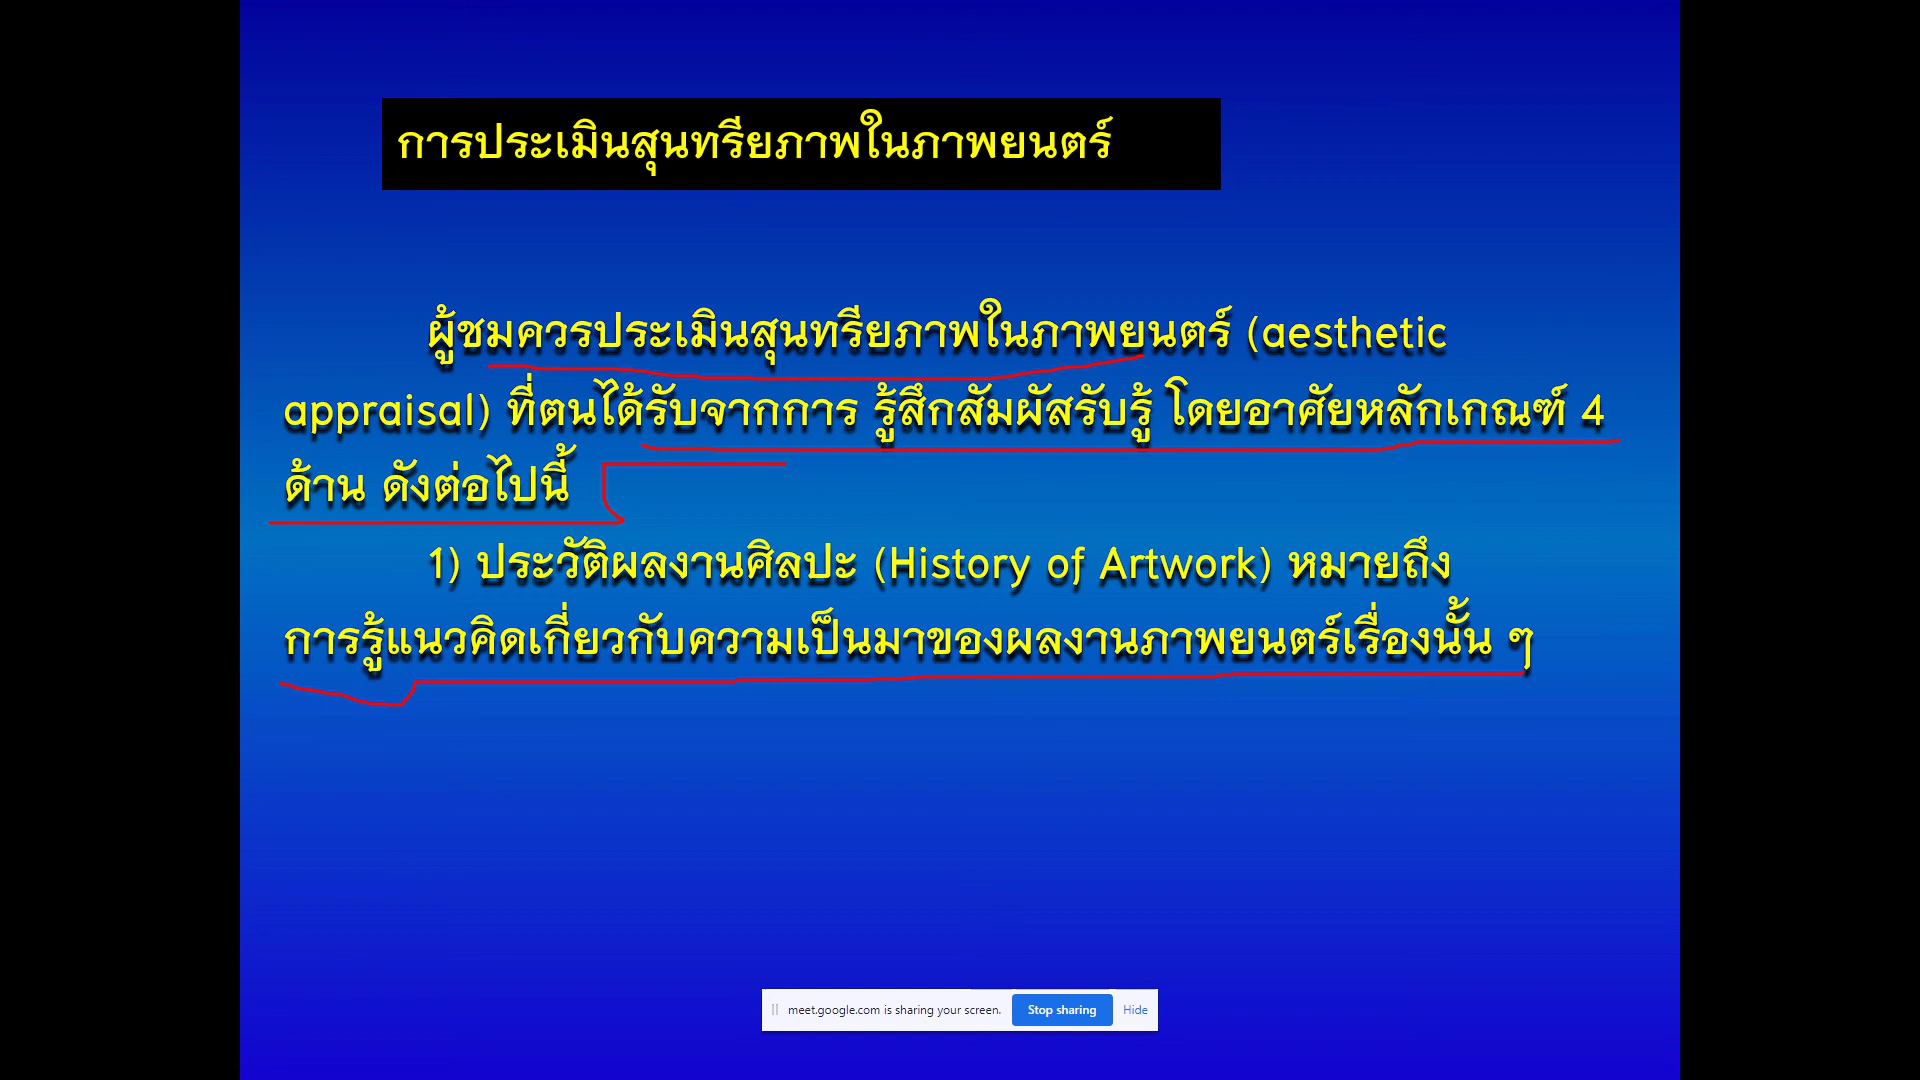 การประเมินสุนทรียภาพในภาพยนตร์
ผู้ชมควรประเมินสุนทรียภาพในภาพยนตร์ (aesthetic
appraisal) ที่ตนได้รับจากการ รู้สึกสัมผัสรับรู้ โดยอาศัยหลักเกณฑ์ 4
ด้าน ดังต่อไปนี้
1) ประวัติผลงานศิลปะ (History of Artwork) หมายถึง
การรู้แนวคิดเกี่ยวกับความเป็นมาของผลงานภาพยนตร์เรื่องนั้น ๆ
meet.google.com is sharing your screen. Stop sharing Hide